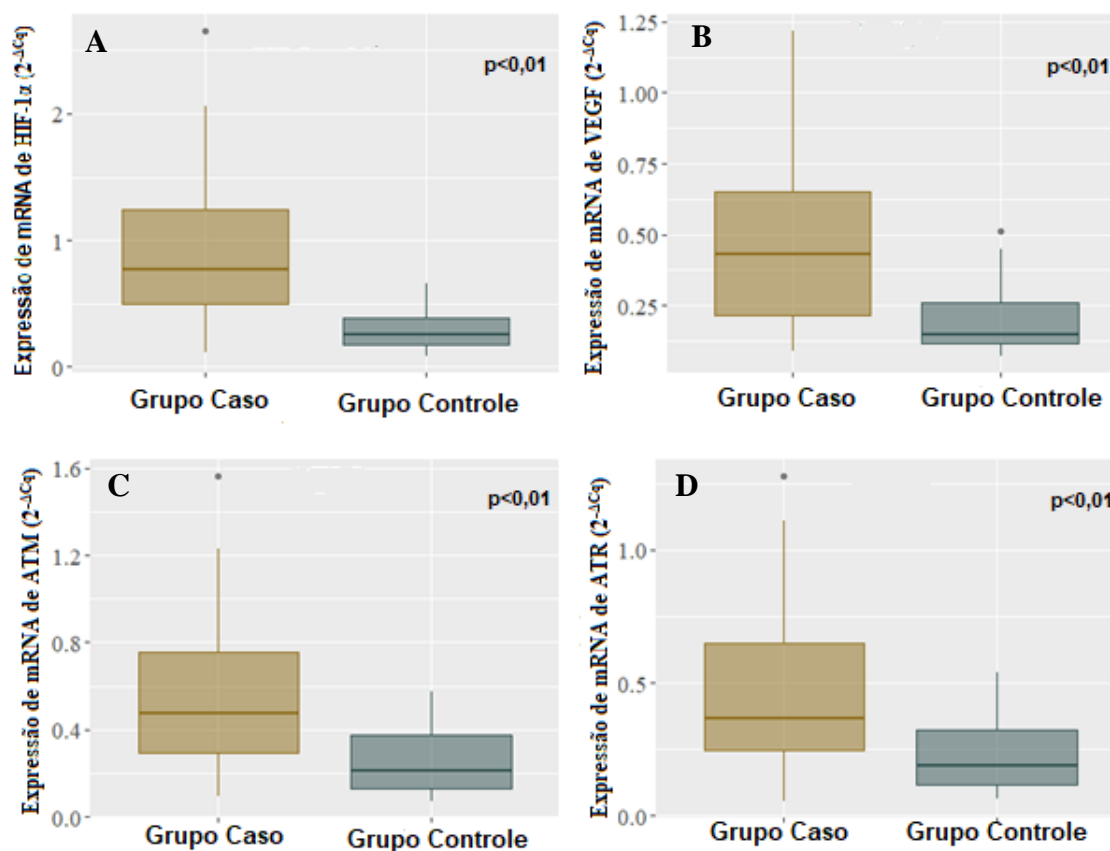 A
Expressão de mRNA de HIF-1α (2-ΔCq)
p<0,01
2
1
0
Grupo Caso
Grupo Controle
B
Expressão de mRNA de VEGF (2-ΔCq)
p<0,01
1.25
1.00
0.75
0.50
0.25
Grupo Caso
Grupo Controle
C
Expressão de mRNA de ATM (2-ΔCq)
p<0,01
1.6
1.2
0.8
0.4
0.0
Grupo Caso
Grupo Controle
D
Expressão de mRNA de ATR (2-ΔCq)
p<0,01
1.0
0.5
0.0
Grupo Caso
Grupo Controle